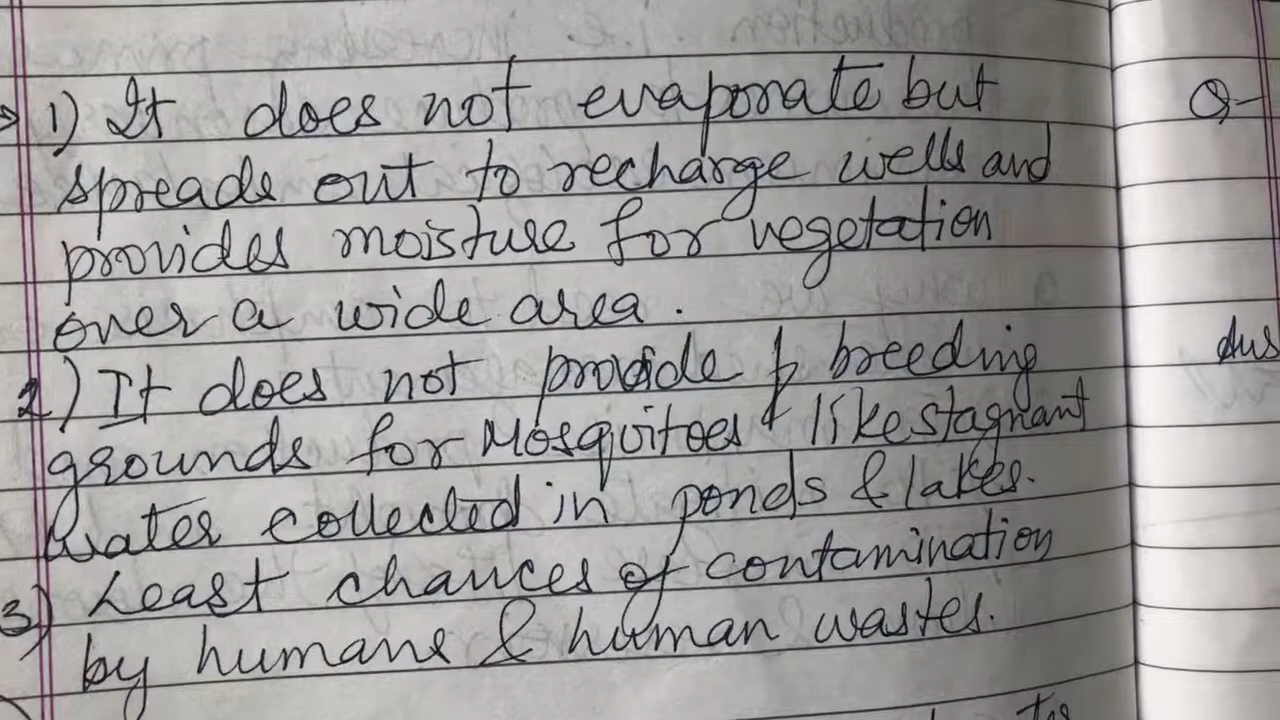 1) It does not evaporate but
spreads out to recharge wells and
provides moisture for vegetation
over a wide area.
2) It does not provide breeding
grounds for Mosquitoes like stagnant
water collected in ponds & lakes.
3) Least chances of contamination
by humans & human wastes.
Q-
Ans